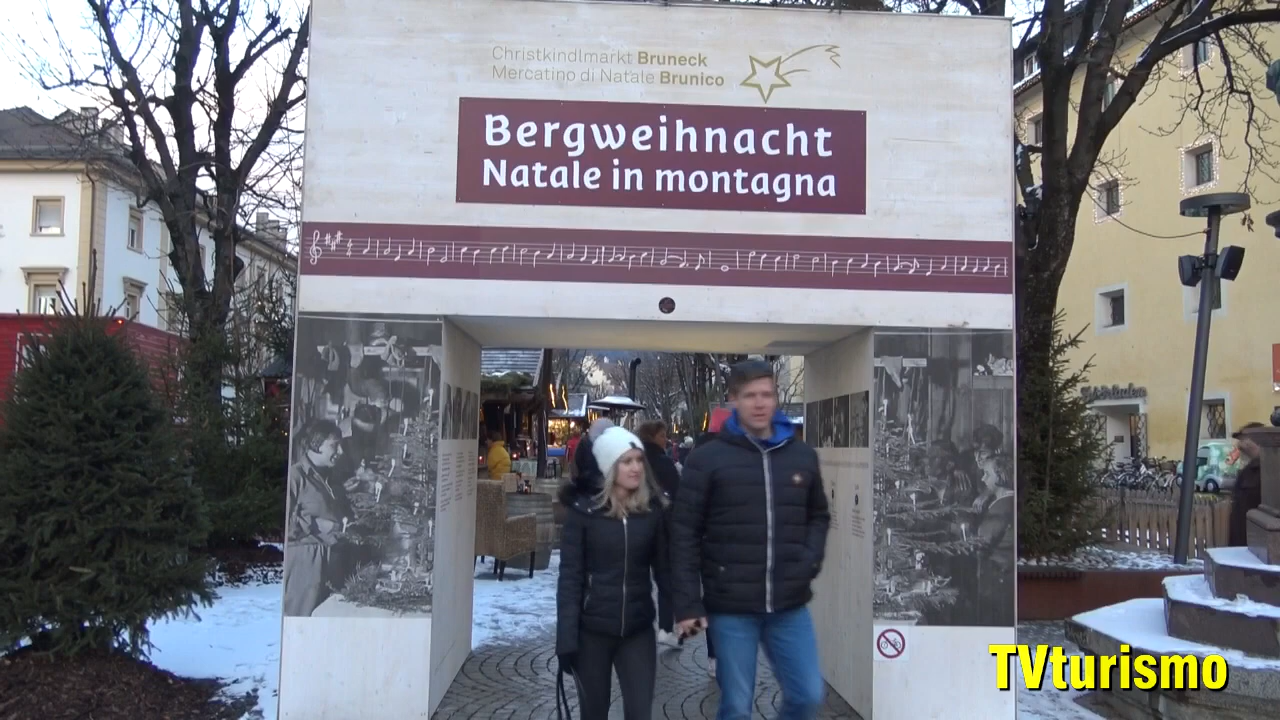 Christkindlmarkt Bruneck
Mercatino di Natale Brunico
Bergweihnacht
Natale in montagna
TVturismo